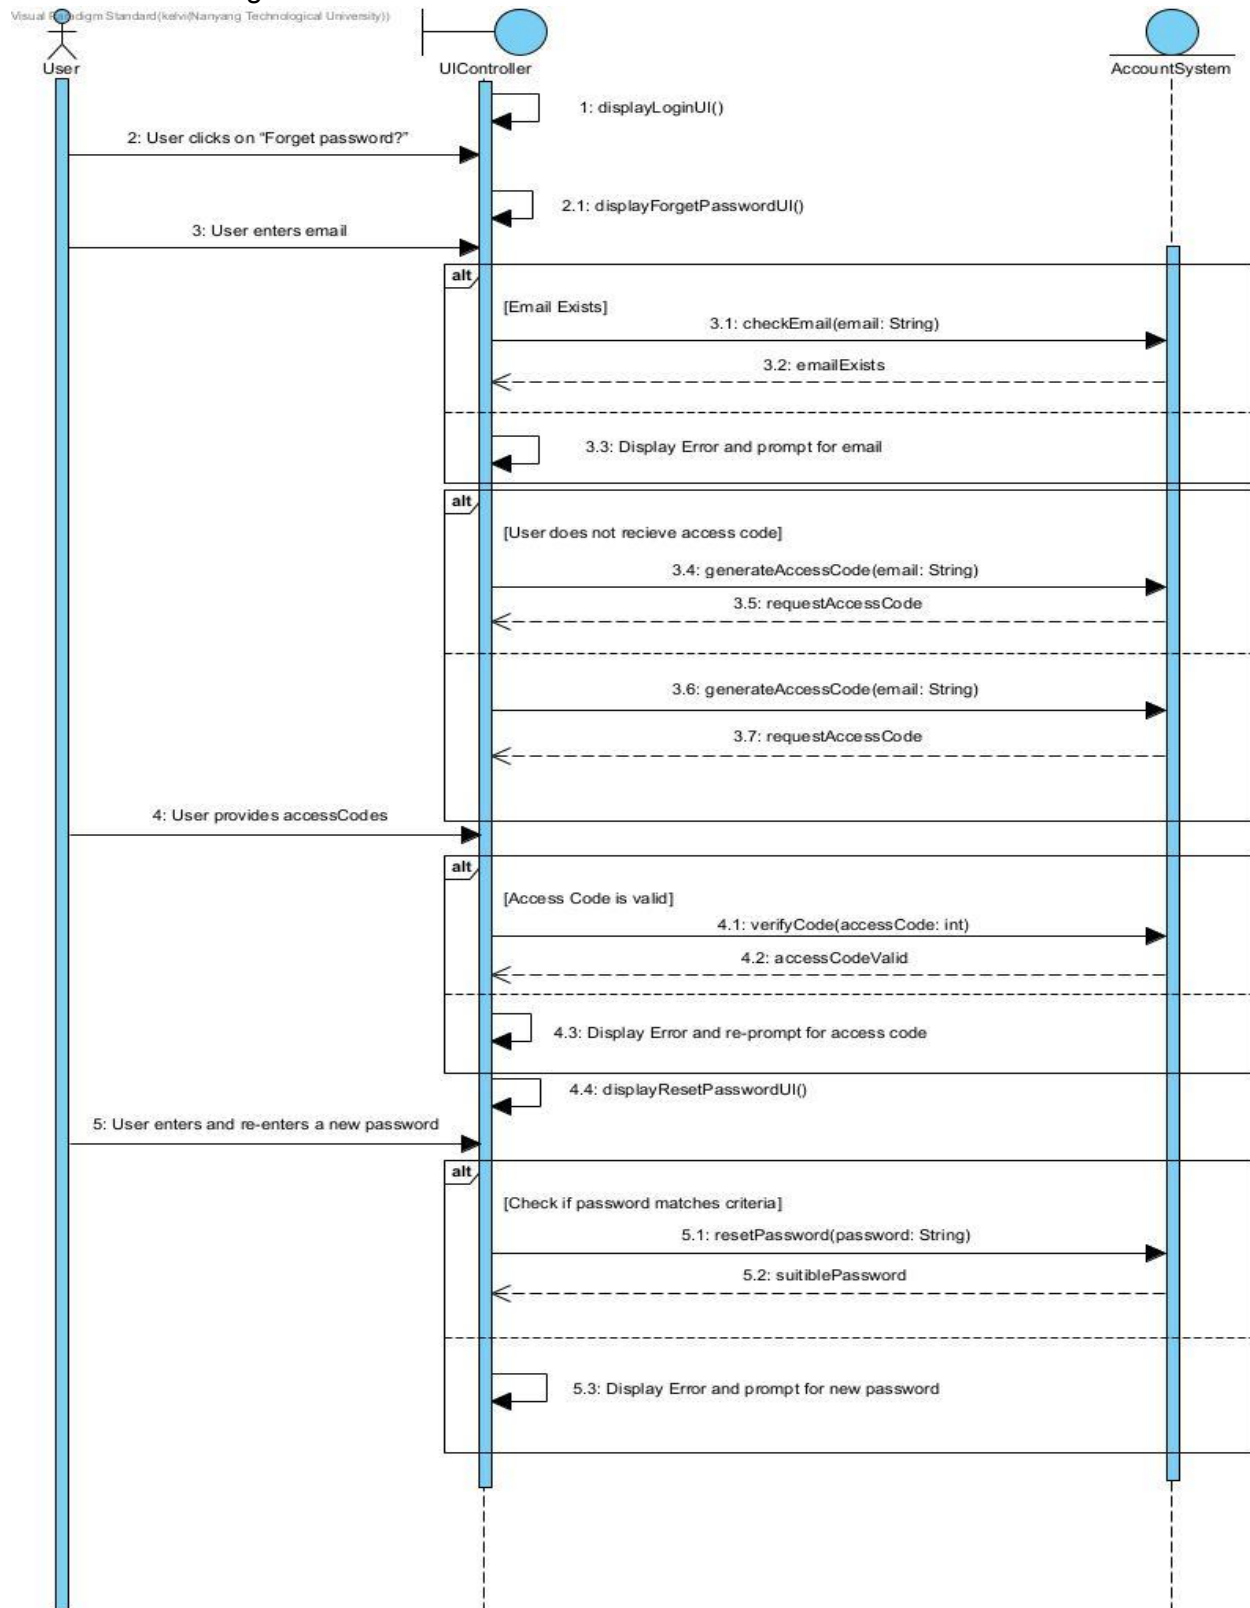 Visual Paradigm Standard(kelvi(Nanyang Technological University))
User
UIController
AccountSystem
1: displayLoginUI()
2: User clicks on “Forget password?”
2.1: displayForgetPasswordUI()
3: User enters email
alt
[Email Exists]
3.1: checkEmail(email: String)
3.2: emailExists
3.3: Display Error and prompt for email
alt
[User does not recieve access code]
3.4: generateAccessCode(email: String)
3.5: requestAccessCode
3.6: generateAccessCode(email: String)
3.7: requestAccessCode
4: User provides accessCodes
alt
[Access Code is valid]
4.1: verifyCode(accessCode: int)
4.2: accessCodeValid
4.3: Display Error and re-prompt for access code
4.4: displayResetPasswordUI()
5: User enters and re-enters a new password
alt
[Check if password matches criteria]
5.1: resetPassword(password: String)
5.2: suitiblePassword
5.3: Display Error and prompt for new password